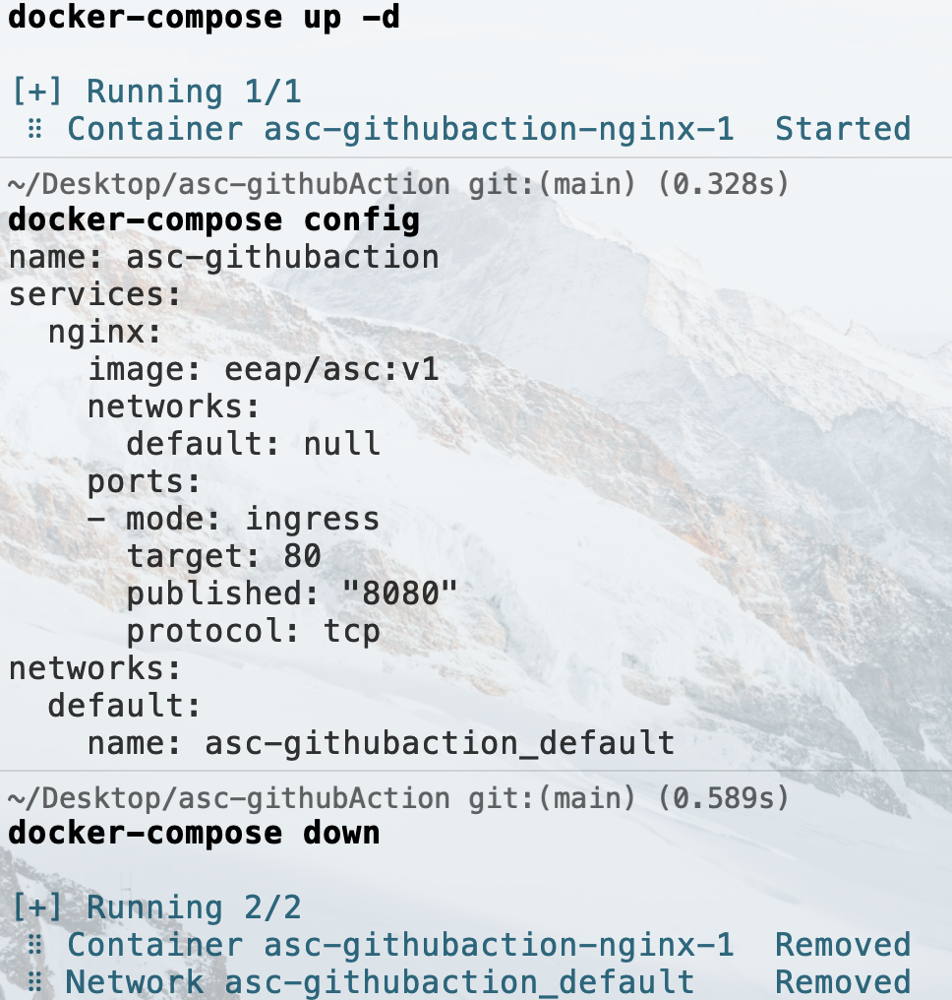 docker-compose up -d
[+] Running 1/1
⠿ Container asc-githubaction-nginx-1  Started
~/Desktop/asc-githubAction git:(main) (0.328s)
docker-compose config
name: asc-githubaction
services:
  nginx:
    image: eeap/asc:v1
    networks:
      default: null
    ports:
    - mode: ingress
      target: 80
      published: "8080"
      protocol: tcp
networks:
  default:
    name: asc-githubaction_default
~/Desktop/asc-githubAction git:(main) (0.589s)
docker-compose down
[+] Running 2/2
⠿ Container asc-githubaction-nginx-1  Removed
⠿ Network asc-githubaction_default    Removed